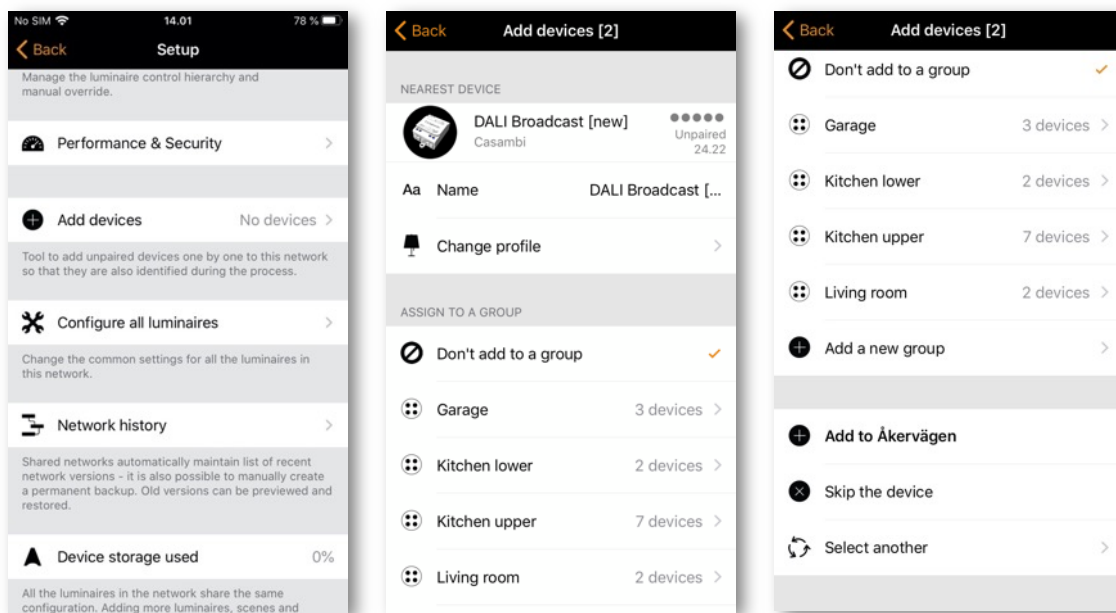 No SIM 14.01 78 %
Back Setup
Manage the luminaire control hierarchy and
manual override.
Performance & Security
Add devices No devices
Tool to add unpaired devices one by one to this network
so that they are also identified during the process.
Configure all luminaires
Change the common settings for all the luminaires in
this network.
Network history
Shared networks automatically maintain list of recent
network versions - it is also possible to manually create
a permanent backup. Old versions can be previewed and
restored.
Device storage used 0%
All the luminaires in the network share the same
configuration. Adding more luminaires, scenes and
Back Add devices [2]
NEAREST DEVICE
DALI Broadcast [new]
Casambi
Unpaired
24.22
Aa Name DALI Broadcast [...
Change profile
ASSIGN TO A GROUP
Don't add to a group
Garage 3 devices
Kitchen lower 2 devices
Kitchen upper 7 devices
Living room 2 devices
Back Add devices [2]
Don't add to a group
Garage 3 devices
Kitchen lower 2 devices
Kitchen upper 7 devices
Living room 2 devices
Add a new group
Add to Åkervägen
Skip the device
Select another